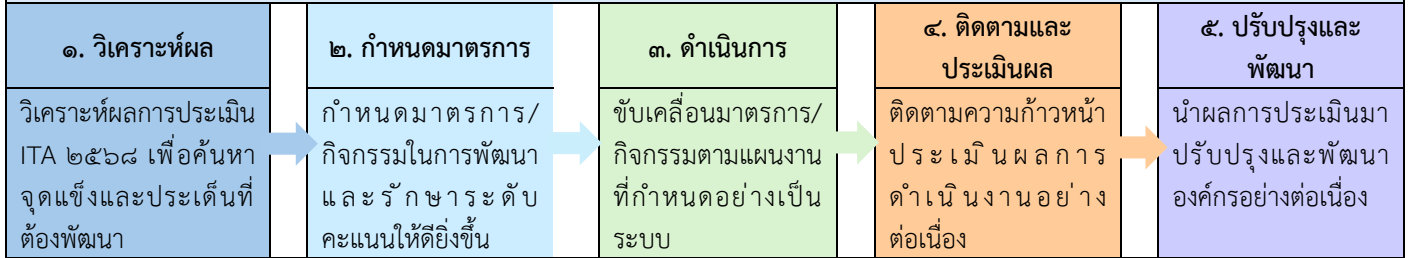 ๑. วิเคราะห์ผล
วิเคราะห์ผลการประเมิน
ITA ๒๕๖๘ เพื่อค้นหา
จุดแข็งและประเด็นที่
ต้องพัฒนา
๒. กำหนดมาตรการ
กำหนดมาตรการ/
กิจกรรมในการพัฒนา
และรักษาระดับ
คะแนนให้ดียิ่งขึ้น
๓. ดำเนินการ
ขับเคลื่อนมาตรการ/
กิจกรรมตามแผนงาน
ที่กำหนดอย่างเป็น
ระบบ
๔. ติดตามและ
ประเมินผล
ติดตามความก้าวหน้า
ประเมินผลการ
ดำเนินงานอย่าง
ต่อเนื่อง
๕. ปรับปรุงและ
พัฒนา
นำผลการประเมินมา
ปรับปรุงและพัฒนา
องค์กรอย่างต่อเนื่อง